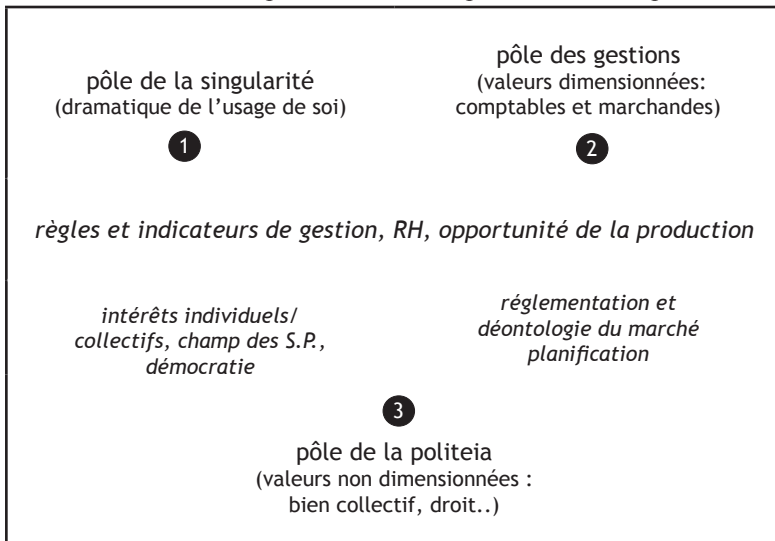 pôle de la singularité
(dramatique de l’usage de soi)
1
pôle des gestions
(valeurs dimensionnées:
comptables et marchandes)
2
règles et indicateurs de gestion, RH, opportunité de la production
intérêts individuels/
collectifs, champ des S.P.,
démocratie
réglementation et
déontologie du marché
planification
3
pôle de la politeia
(valeurs non dimensionnées :
bien collectif, droit..)